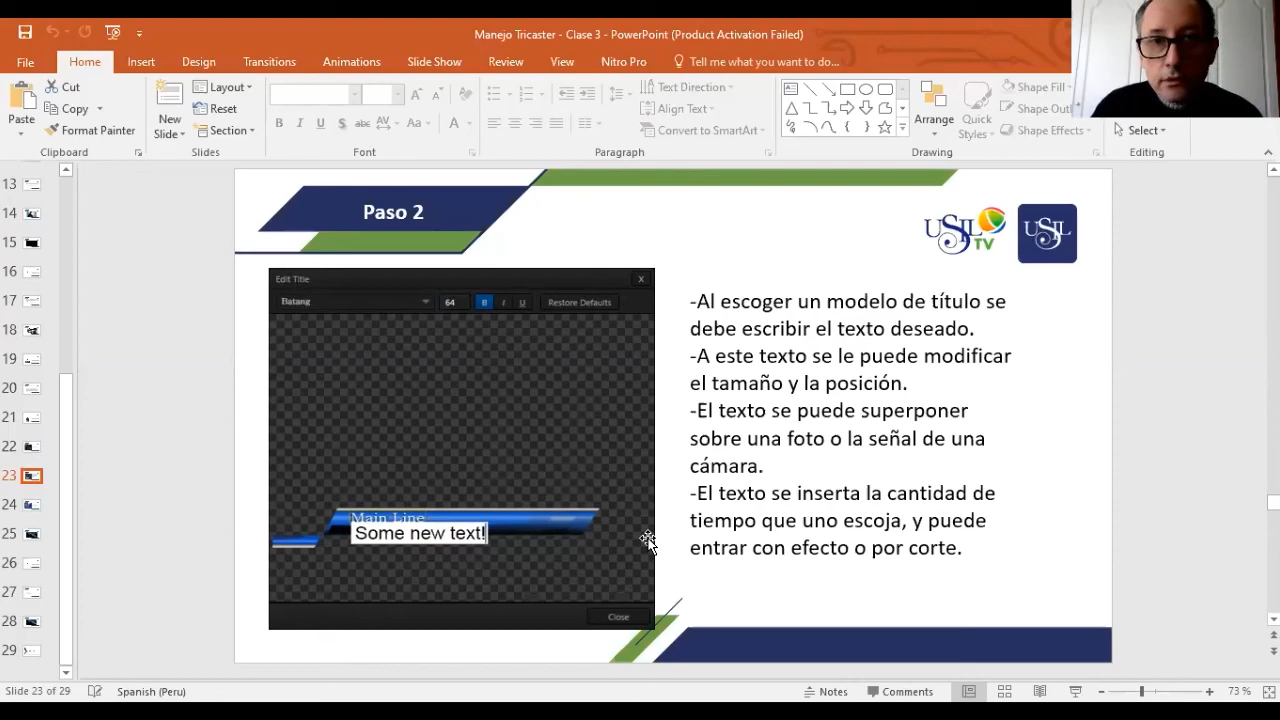 Manejo Tricaster - Clase 3 - PowerPoint (Product Activation Failed)
File Home Insert Design Transitions Animations Slide Show Review View Nitro Pro Tell me what you want to do...
Paste
Cut
Copy
Format Painter
Clipboard
New
Slide
Layout
Reset
Section
Slides
B I U S abc AV Aa A
Font
Paragraph
Text Direction
Align Text
Convert to SmartArt
Arrange
Quick
Styles
Shape Fill
Shape Effects
Drawing
Select
Editing
13
14
15
16
17
18
19
20
21
22
23
24
25
26
27
28
29
Paso 2
USIL
TV
USIL
Edit Title X
Batang 64 B I U Restore Defaults
Main Line
Some new text!
Close
-Al escoger un modelo de título se
debe escribir el texto deseado.
-A este texto se le puede modificar
el tamaño y la posición.
-El texto se puede superponer
sobre una foto o la señal de una
cámara.
-El texto se inserta la cantidad de
tiempo que uno escoja, y puede
entrar con efecto o por corte.
Slide 23 of 29 Spanish (Peru) Notes Comments 73 %